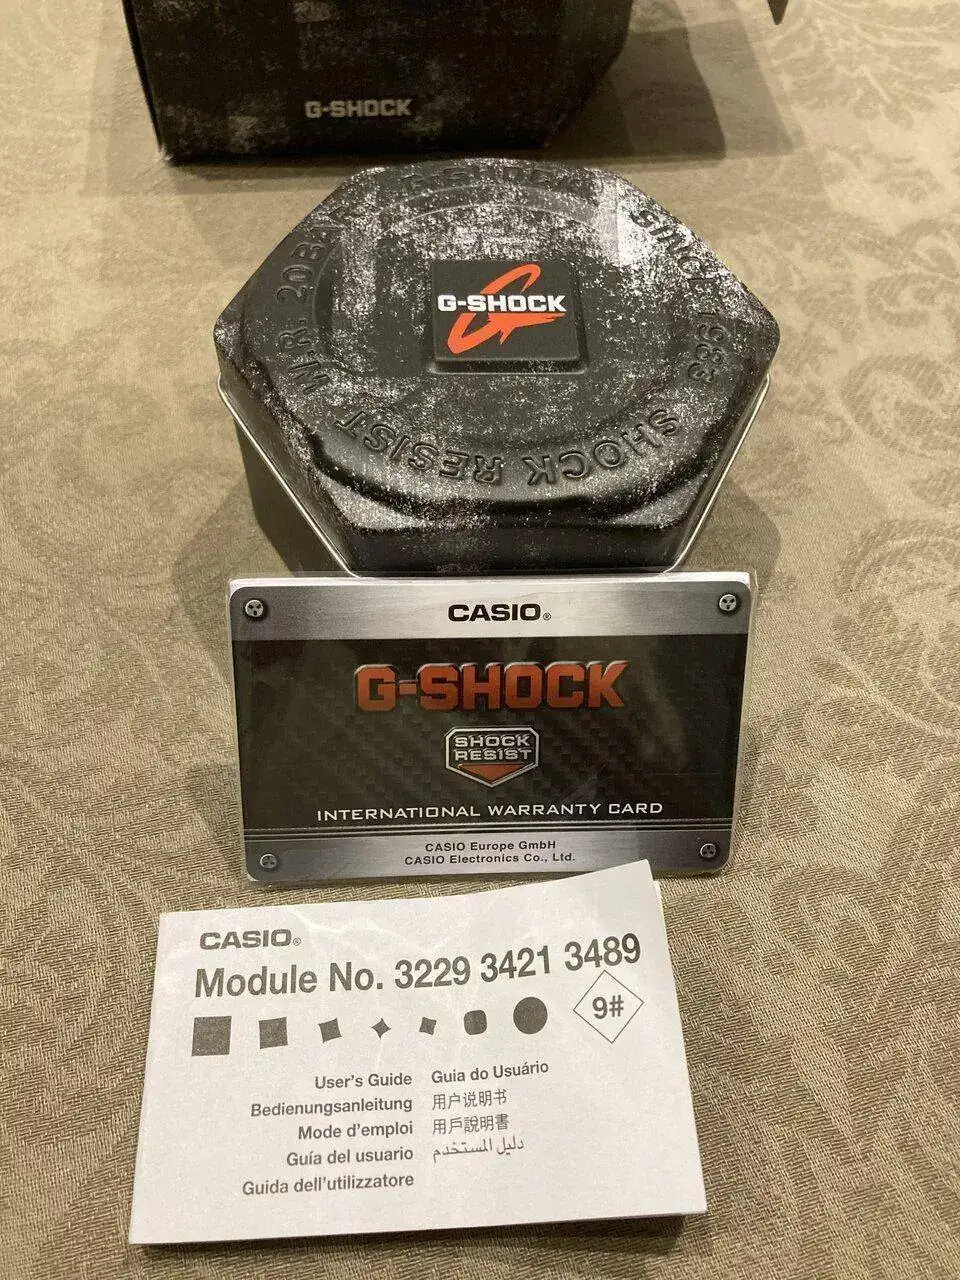 G-SHOCK
G-SHOCK
SINCE 1983
W.R. 20BAR
G-SHOCK
SHOCK RESIST
CASIO®
G-SHOCK
SHOCK
RESIST
INTERNATIONAL WARRANTY CARD
CASIO Europe GmbH
CASIO Electronics Co., Ltd.
CASIO®
Module No. 3229 3421 3489
9#
User's Guide Guia do Usuário
Bedienungsanleitung 用户说明书
Mode d'emploi 用戶說明書
Guía del usuario دليل المستخدم
Guida dell'utilizzatore